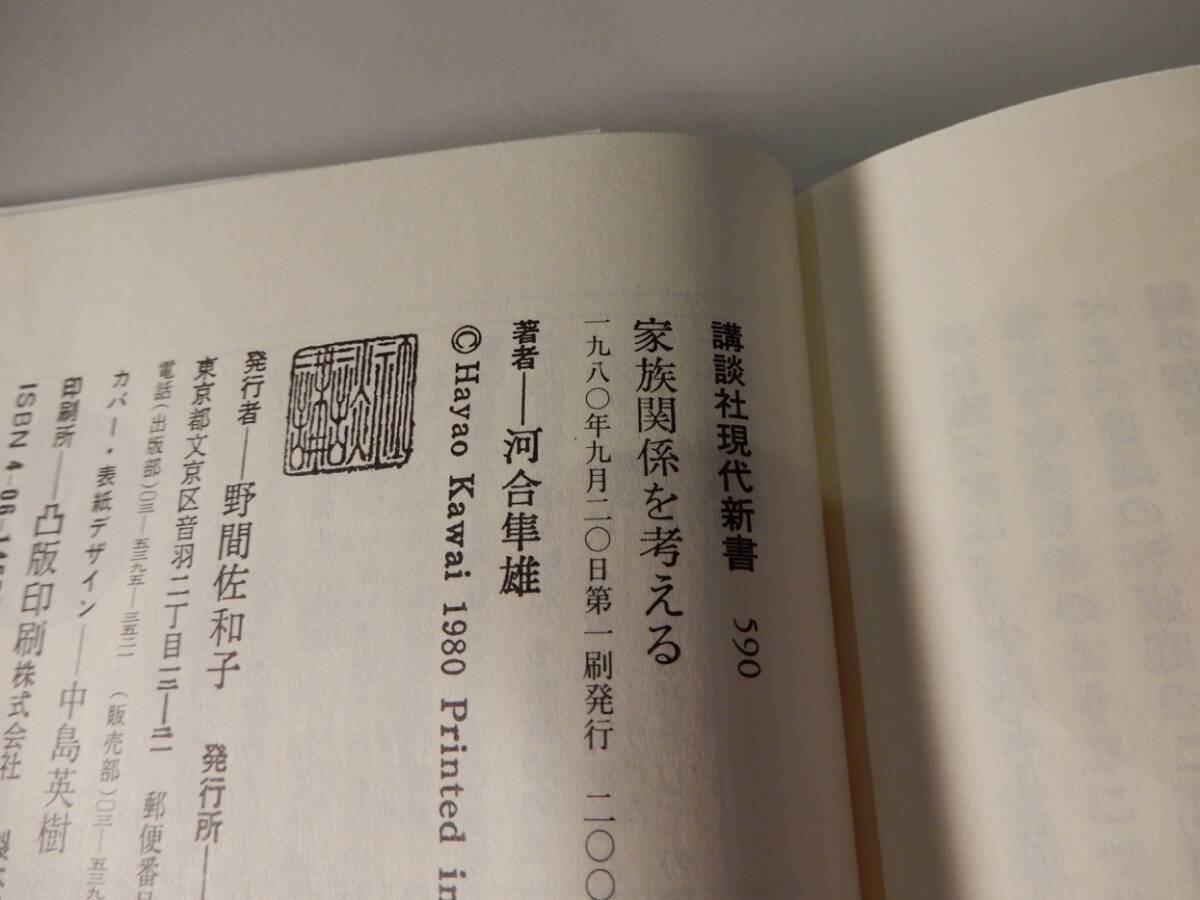 講談社現代新書 590
家族関係を考える
一九八〇年九月二〇日第一刷発行 二〇〇
著者―河合隼雄
©Hayao Kawai 1980 Printed in
発行者―野間佐和子 発行所―
東京都文京区音羽二丁目一二―二一 郵便番
電話(出版部)〇三―五三九五―三五二一 (販売部)〇三―五三九
カバー・表紙デザイン―中島英樹
印刷所―凸版印刷株式会社
ISBN 4-06-